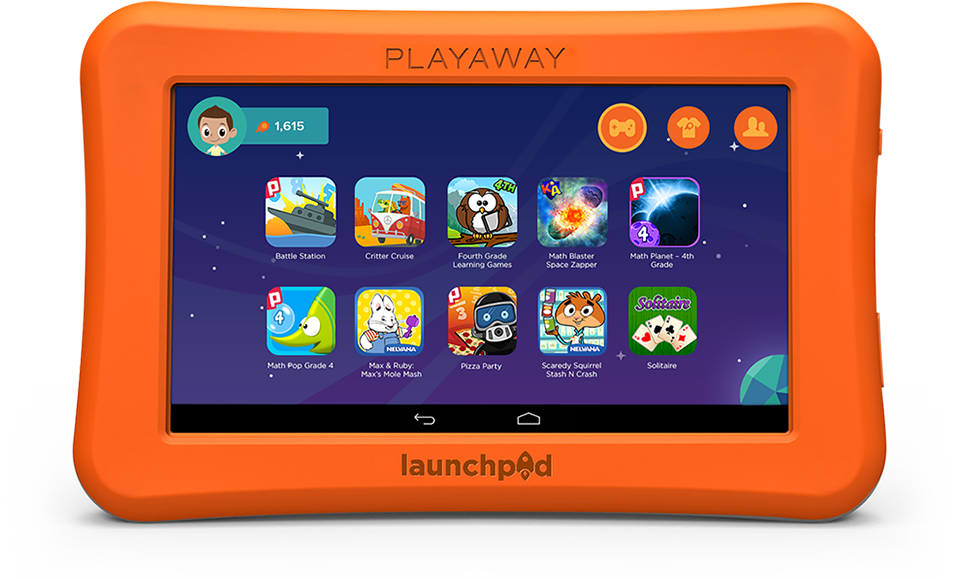 PLAYAWAY
1,615
P
4TH
KA
P
4
Battle Station
Critter Cruise
Fourth Grade
Learning Games
Math Blaster
Space Zapper
Math Planet - 4th
Grade
P
4
P
3
Solitaire
NELVANA
NELVANA
Math Pop Grade 4
Max & Ruby:
Max's Mole Mash
Pizza Party
Scaredy Squirrel
Stash N Crash
Solitaire
launchpad